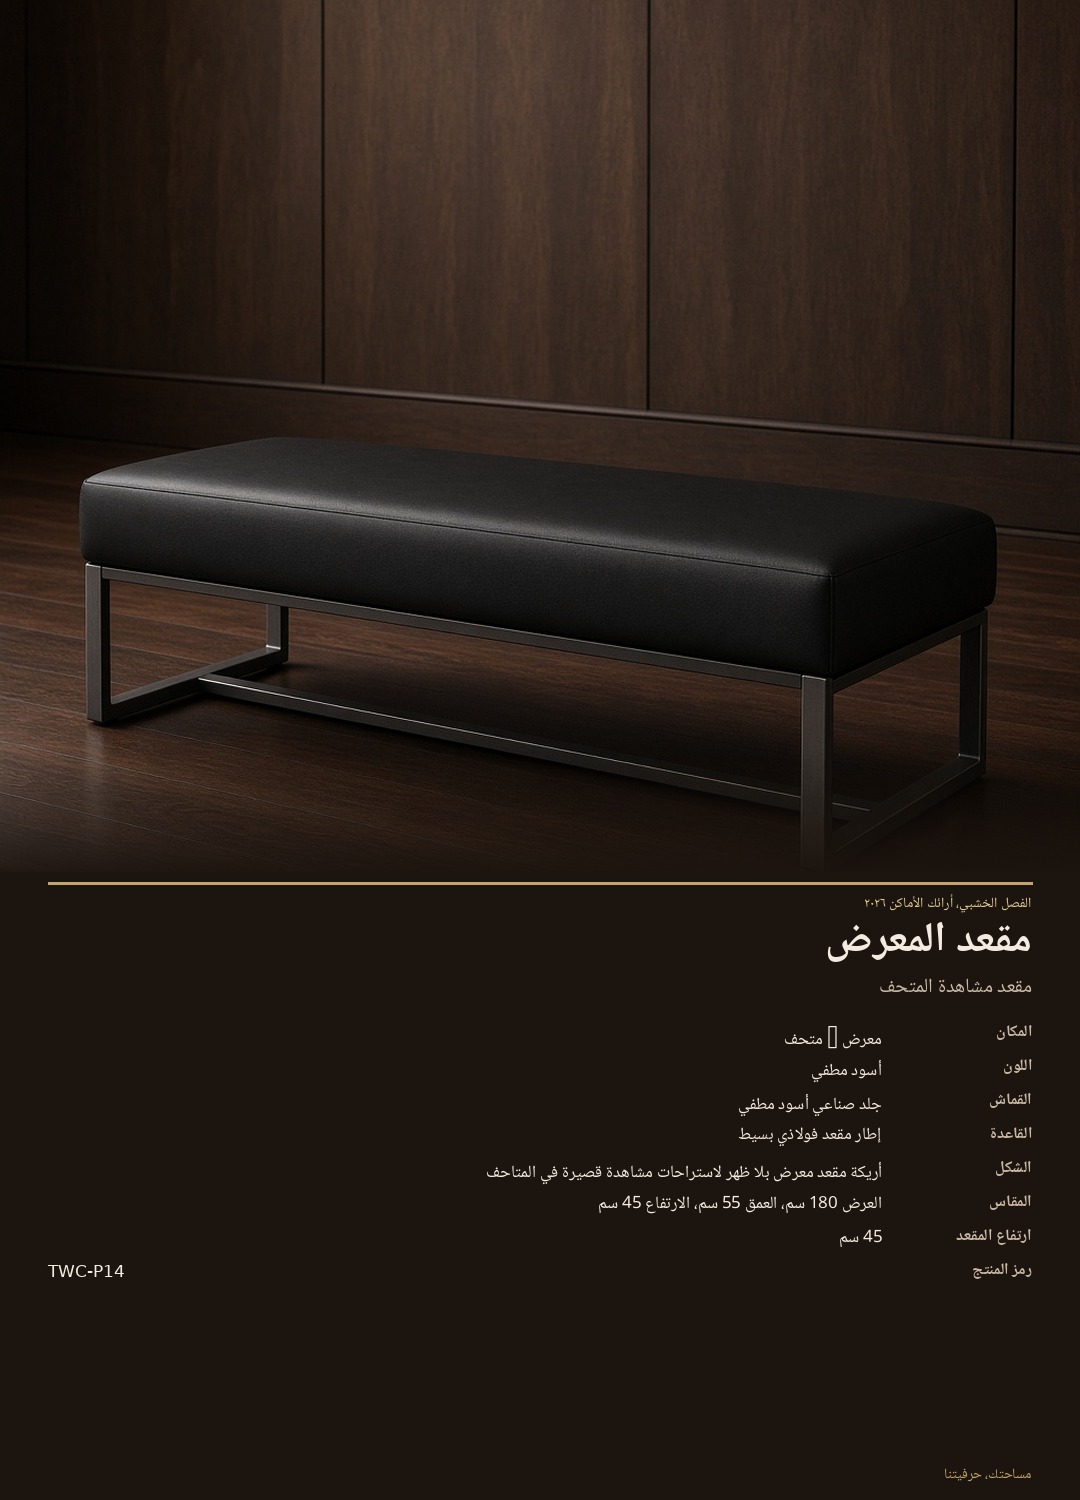 الفصل الخشبي، أرائك الأماكن ٢٠٢٦
مقعد المعرض
مقعد مشاهدة المتحف
المكان معرض متحف
اللون أسود مطفي
القماش جلد صناعي أسود مطفي
القاعدة إطار مقعد فولاذي بسيط
الشكل أريكة مقعد معرض بلا ظهر لاستراحات مشاهدة قصيرة في المتاحف
المقاس العرض 180 سم، العمق 55 سم، الارتفاع 45 سم
ارتفاع المقعد 45 سم
رمز المنتج TWC-P14
مساحتك، حرفيتنا